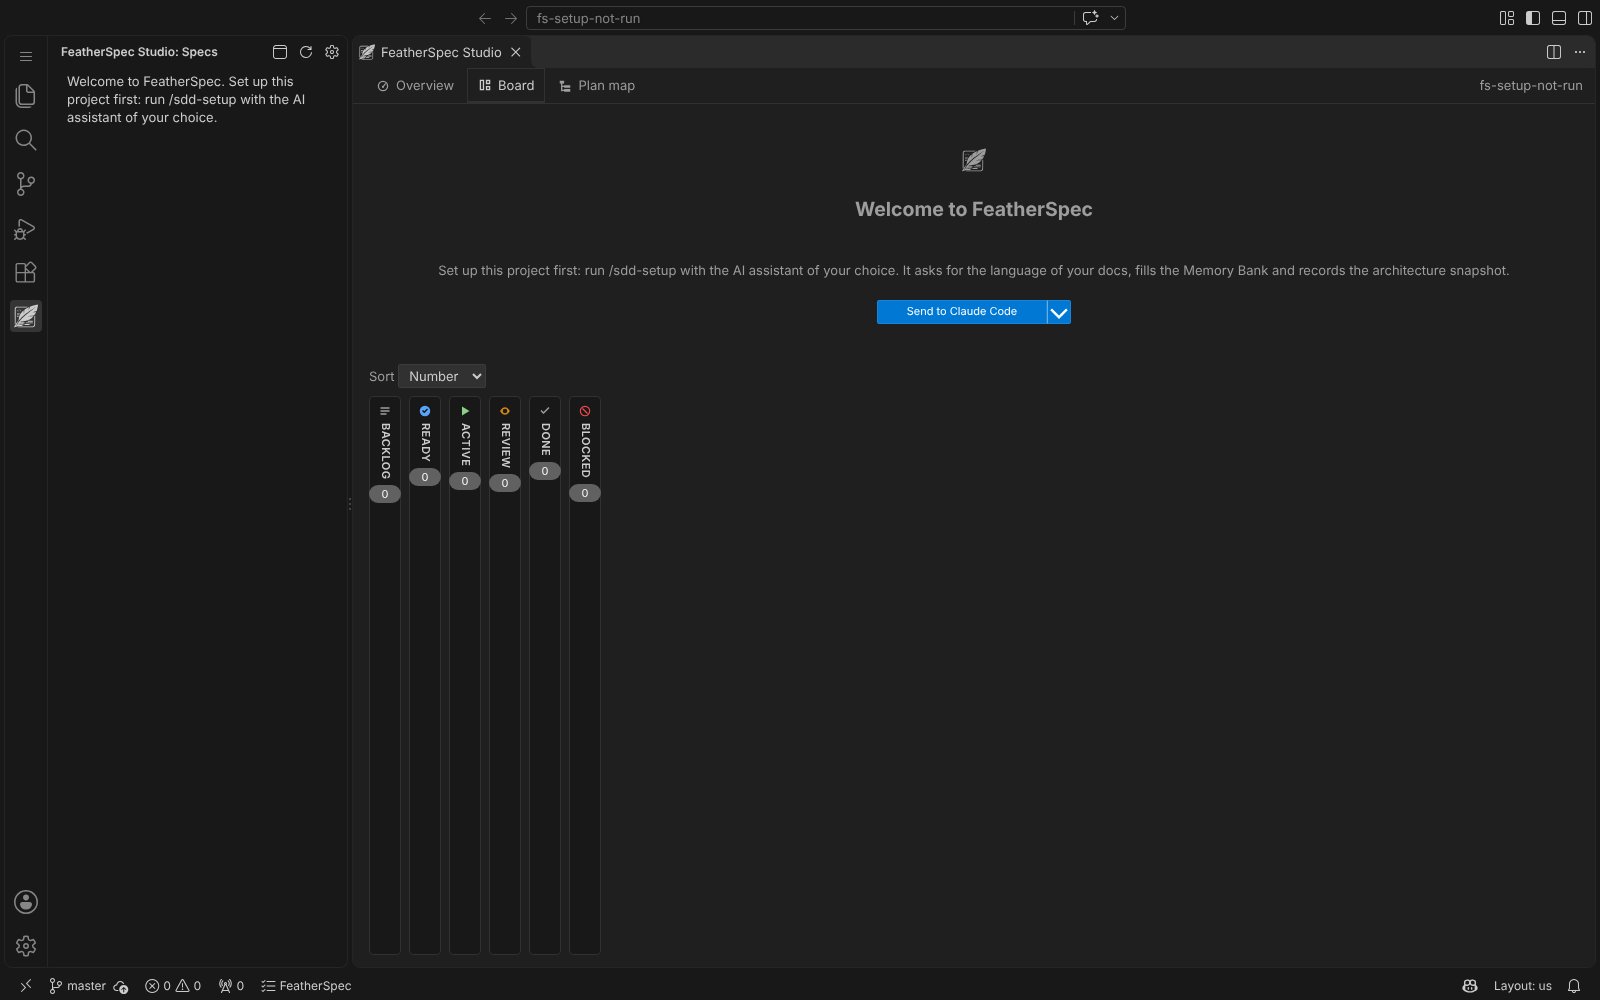 fs-setup-not-run
FeatherSpec Studio: Specs
Welcome to FeatherSpec. Set up this
project first: run /sdd-setup with the AI
assistant of your choice.
FeatherSpec Studio
Overview
Board
Plan map
fs-setup-not-run
Welcome to FeatherSpec
Set up this project first: run /sdd-setup with the AI assistant of your choice. It asks for the language of your docs, fills the Memory Bank and records the architecture snapshot.
Send to Claude Code
Sort Number
BACKLOG 0
READY 0
ACTIVE 0
REVIEW 0
DONE 0
BLOCKED 0
master 0 0 0 FeatherSpec
Layout: us